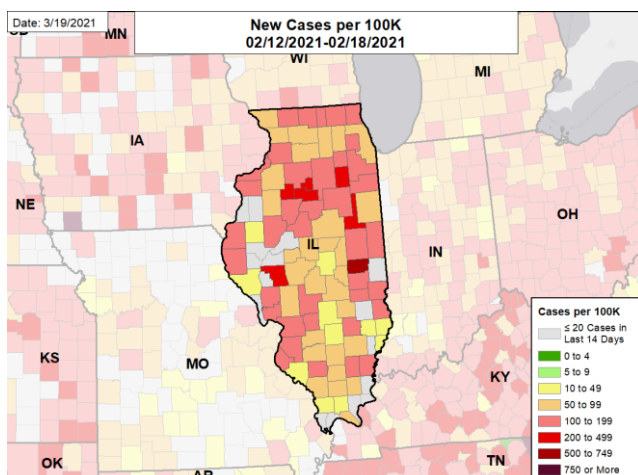 Date: 3/19/2021
New Cases per 100K
02/12/2021-02/18/2021
MN
WI
MI
IA
NE
IL
IN
OH
KS
MO
KY
OK
TN
Cases per 100K
≤ 20 Cases in
Last 14 Days
0 to 4
5 to 9
10 to 49
50 to 99
100 to 199
200 to 499
500 to 749
750 or More